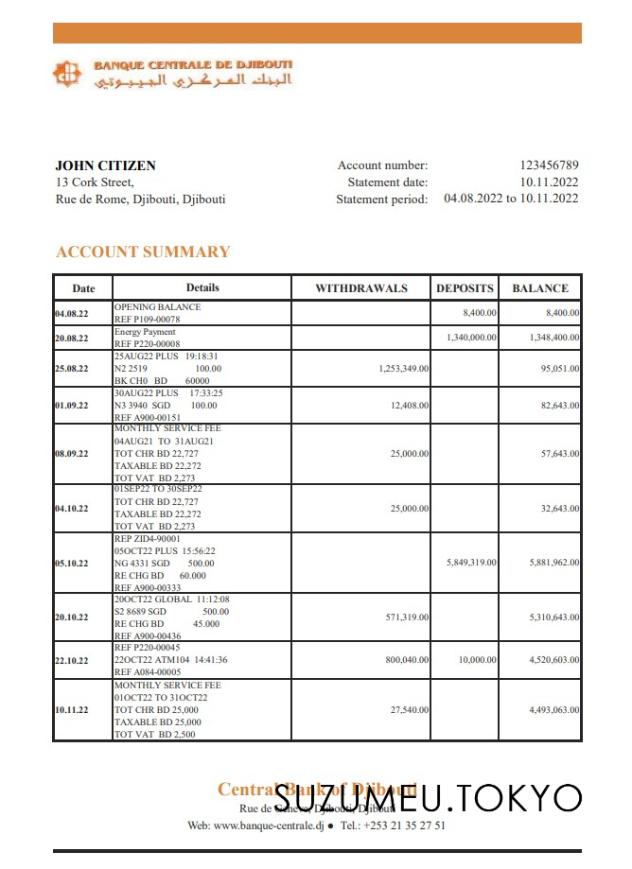 BANQUE CENTRALE DE DJIBOUTI
البنك المركزي الجيبوتي
JOHN CITIZEN
13 Cork Street,
Rue de Rome, Djibouti, Djibouti
Account number: 123456789
Statement date: 10.11.2022
Statement period: 04.08.2022 to 10.11.2022
ACCOUNT SUMMARY
Date Details WITHDRAWALS DEPOSITS BALANCE
04.08.22 OPENING BALANCE 8,400.00 8,400.00
REF P109-00078
20.08.22 Energy Payment 1,340,000.00 1,348,400.00
REF P220-00008
25AUG22 PLUS 19:18:31
25.08.22 N2 2519 100.00 1,253,349.00 95,051.00
BK CH0 BD 60000
30AUG22 PLUS 17:33:25
01.09.22 N3 3940 SGD 100.00 12,408.00 82,643.00
REF A900-00151
MONTHLY SERVICE FEE
04AUG21 TO 31AUG21
08.09.22 TOT CHR BD 22,727 25,000.00 57,643.00
TAXABLE BD 22,272
TOT VAT BD 2,273
01SEP22 TO 30SEP22
04.10.22 TOT CHR BD 22,727 25,000.00 32,643.00
TAXABLE BD 22,272
TOT VAT BD 2,273
REP ZID4-90001
05OCT22 PLUS 15:56:22
05.10.22 NG 4331 SGD 500.00 5,849,319.00 5,881,962.00
RE CHG BD 60.000
REF A900-00333
20OCT22 GLOBAL 11:12:08
20.10.22 S2 8689 SGD 500.00 571,319.00 5,310,643.00
RE CHG BD 45.000
REF A900-00436
REF P220-00045
22.10.22 22OCT22 ATM104 14:41:36 800,040.00 10,000.00 4,520,603.00
REF A084-00005
MONTHLY SERVICE FEE
01OCT22 TO 31OCT22
10.11.22 TOT CHR BD 25,000 27,540.00 4,493,063.00
TAXABLE BD 25,000
TOT VAT BD 2,500
Central Bank of Djibouti
SUZUMEU.TOKYO
Rue de Genève, Djibouti, Djibouti
Web: www.banque-centrale.dj ● Tel.: +253 21 35 27 51